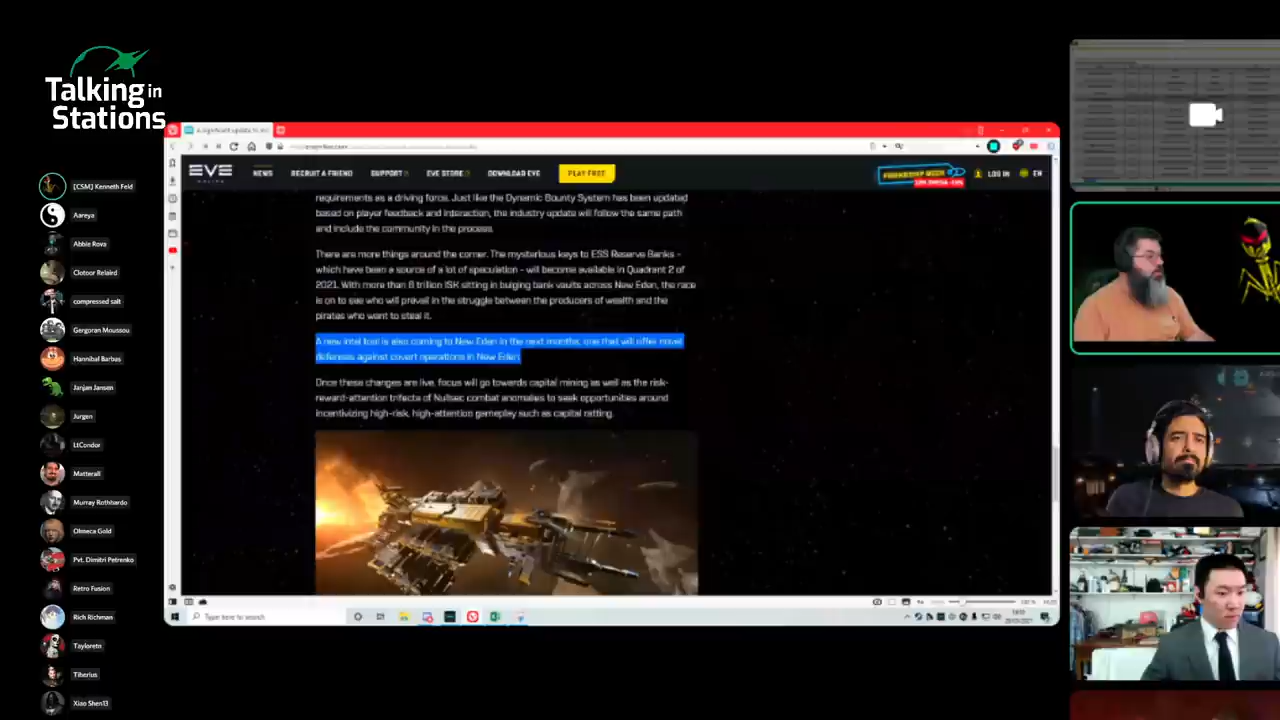 Talking in
Stations
[CSM] Kenneth Feld
Aareya
Abbie Rova
Clotoor Relaird
compressed salt
Gergoran Moussou
Hannibal Barbas
Janjan Jansen
Jurgen
LtCondor
Matterall
Murray Rothbardo
Olmeca Gold
Pvt. Dimitri Petrenko
Retro Fusion
Rich Richman
Tayloretn
Tiberius
Xiao Shen13
A significant update to
EVE
ONLINE
NEWS
RECRUIT A FRIEND
SUPPORT
EVE STORE
DOWNLOAD EVE
PLAY FREE
LOG IN
EN
requirements as a driving force. Just like the Dynamic Bounty System has been updated
based on player feedback and interaction, the industry update will follow the same path
and include the community in the process.
There are more things around the corner. The mysterious keys to ESS Reserve Banks -
which have been a source of a lot of speculation - will become available in Quadrant 2 of
2021. With more than 8 trillion ISK sitting in bulging bank vaults across New Eden, the race
is on to see who will prevail in the struggle between the producers of wealth and the
pirates who want to steal it.
A new intel tool is also coming to New Eden in the next months, one that will offer novel
defenses against covert operations in New Eden.
Once these changes are live, focus will go towards capital mining as well as the risk-
reward-attention trifecta of Nullsec combat anomalies to seek opportunities around
incentivizing high-risk, high-attention gameplay such as capital ratting.
Type here to search